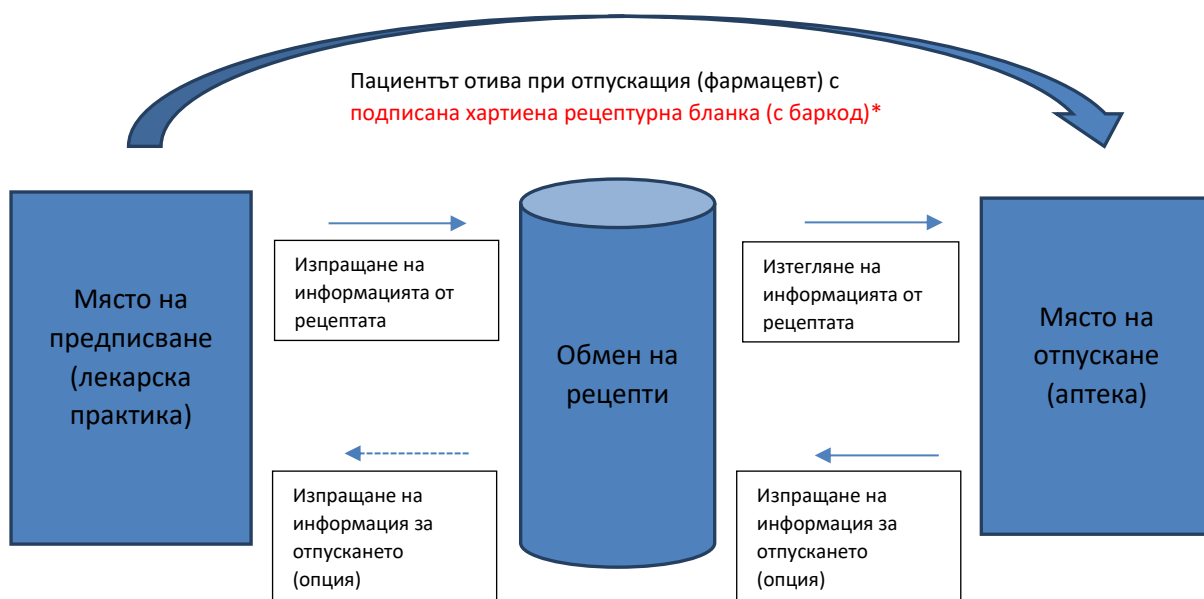 Пациентът отива при отпускащия (фармацевт) с
подписана хартиена рецептурна бланка (с баркод)*
Място на
предписване
(лекарска
практика)
Изпращане на
информацията от
рецептата
Обмен на
рецепти
Изтегляне на
информацията от
рецептата
Място на
отпускане
(аптека)
Изпращане на
информация за
отпускането
(опция)
Изпращане на
информация за
отпускането
(опция)